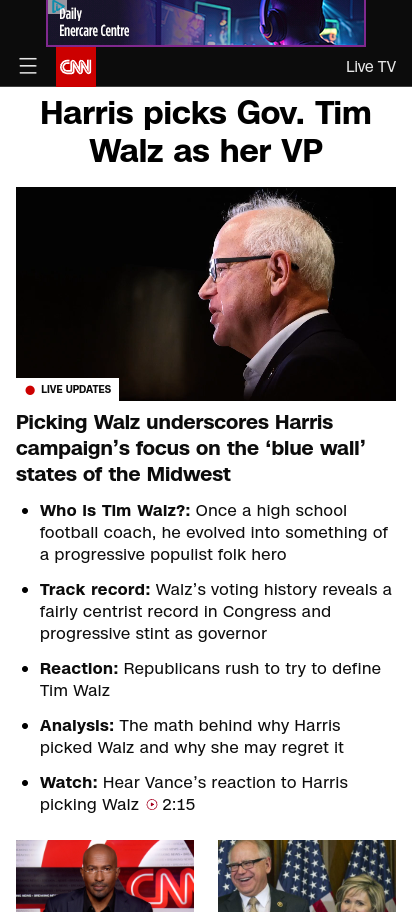 Daily
Enercare Centre
CNN
Live TV
Harris picks Gov. Tim
Walz as her VP
LIVE UPDATES
Picking Walz underscores Harris
campaign’s focus on the ‘blue wall’
states of the Midwest
• Who is Tim Walz?: Once a high school
football coach, he evolved into something of
a progressive populist folk hero
• Track record: Walz’s voting history reveals a
fairly centrist record in Congress and
progressive stint as governor
• Reaction: Republicans rush to try to define
Tim Walz
• Analysis: The math behind why Harris
picked Walz and why she may regret it
• Watch: Hear Vance’s reaction to Harris
picking Walz 2:15
CNN